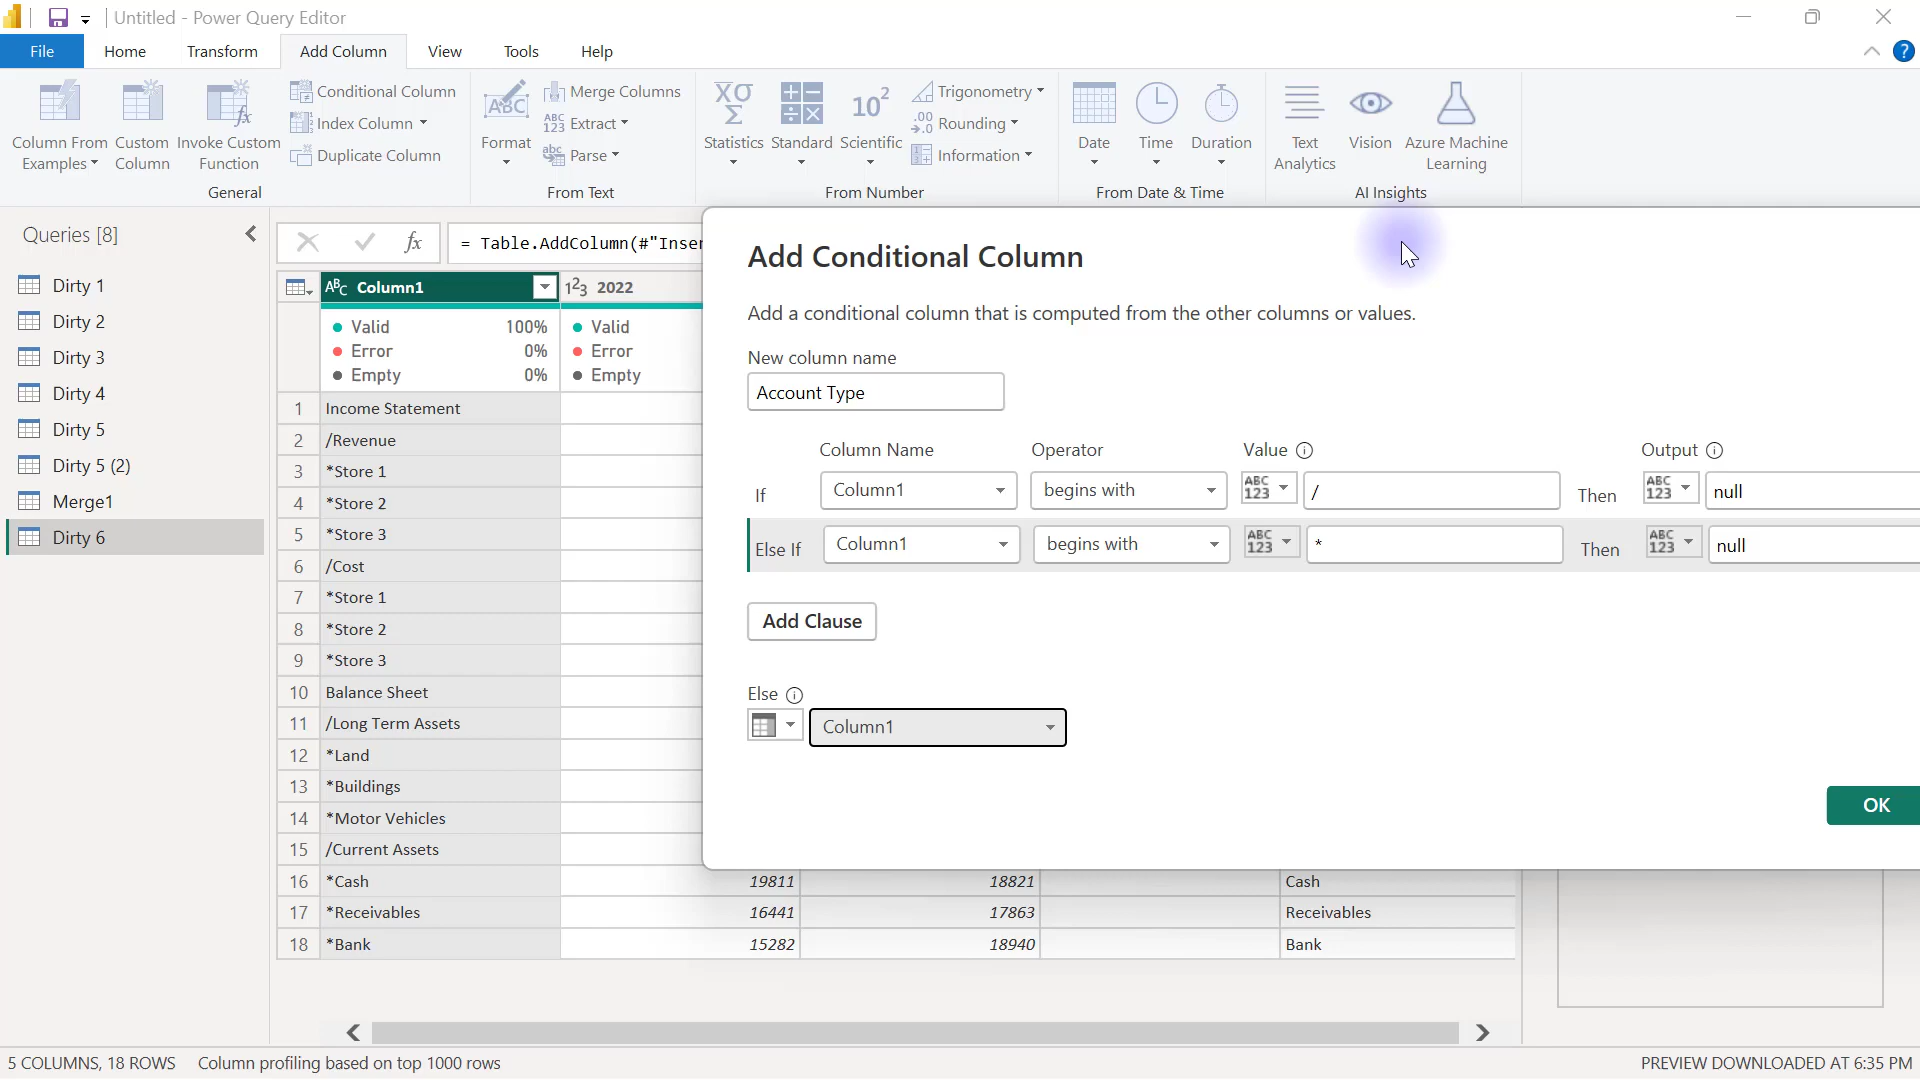 Untitled - Power Query Editor
File Home Transform Add Column View Tools Help
Column From Examples
Custom Column
Invoke Custom Function
Conditional Column
Index Column
Duplicate Column
General
ABC
Format
Merge Columns
ABC 123 Extract
abc Parse
From Text
XO Σ
Statistics
Standard
10²
Scientific
Trigonometry
.00 Rounding
Information
From Number
Date
Time
Duration
From Date & Time
Text Analytics
Vision
Azure Machine Learning
AI Insights
Queries [8]
Dirty 1
Dirty 2
Dirty 3
Dirty 4
Dirty 5
Dirty 5 (2)
Merge1
Dirty 6
fx = Table.AddColumn(#"Inser
ABC Column1
123 2022
Valid 100% Valid
Error 0% Error
Empty 0% Empty
1 Income Statement
2 /Revenue
3 *Store 1
4 *Store 2
5 *Store 3
6 /Cost
7 *Store 1
8 *Store 2
9 *Store 3
10 Balance Sheet
11 /Long Term Assets
12 *Land
13 *Buildings
14 *Motor Vehicles
15 /Current Assets
16 *Cash 19811 18821 Cash
17 *Receivables 16441 17863 Receivables
18 *Bank 15282 18940 Bank
Add Conditional Column
Add a conditional column that is computed from the other columns or values.
New column name
Account Type
Column Name Operator Value Output
If Column1 begins with ABC 123 / Then ABC 123 null
Else If Column1 begins with ABC 123 * Then ABC 123 null
Add Clause
Else
Column1
OK
5 COLUMNS, 18 ROWS Column profiling based on top 1000 rows PREVIEW DOWNLOADED AT 6:35 PM